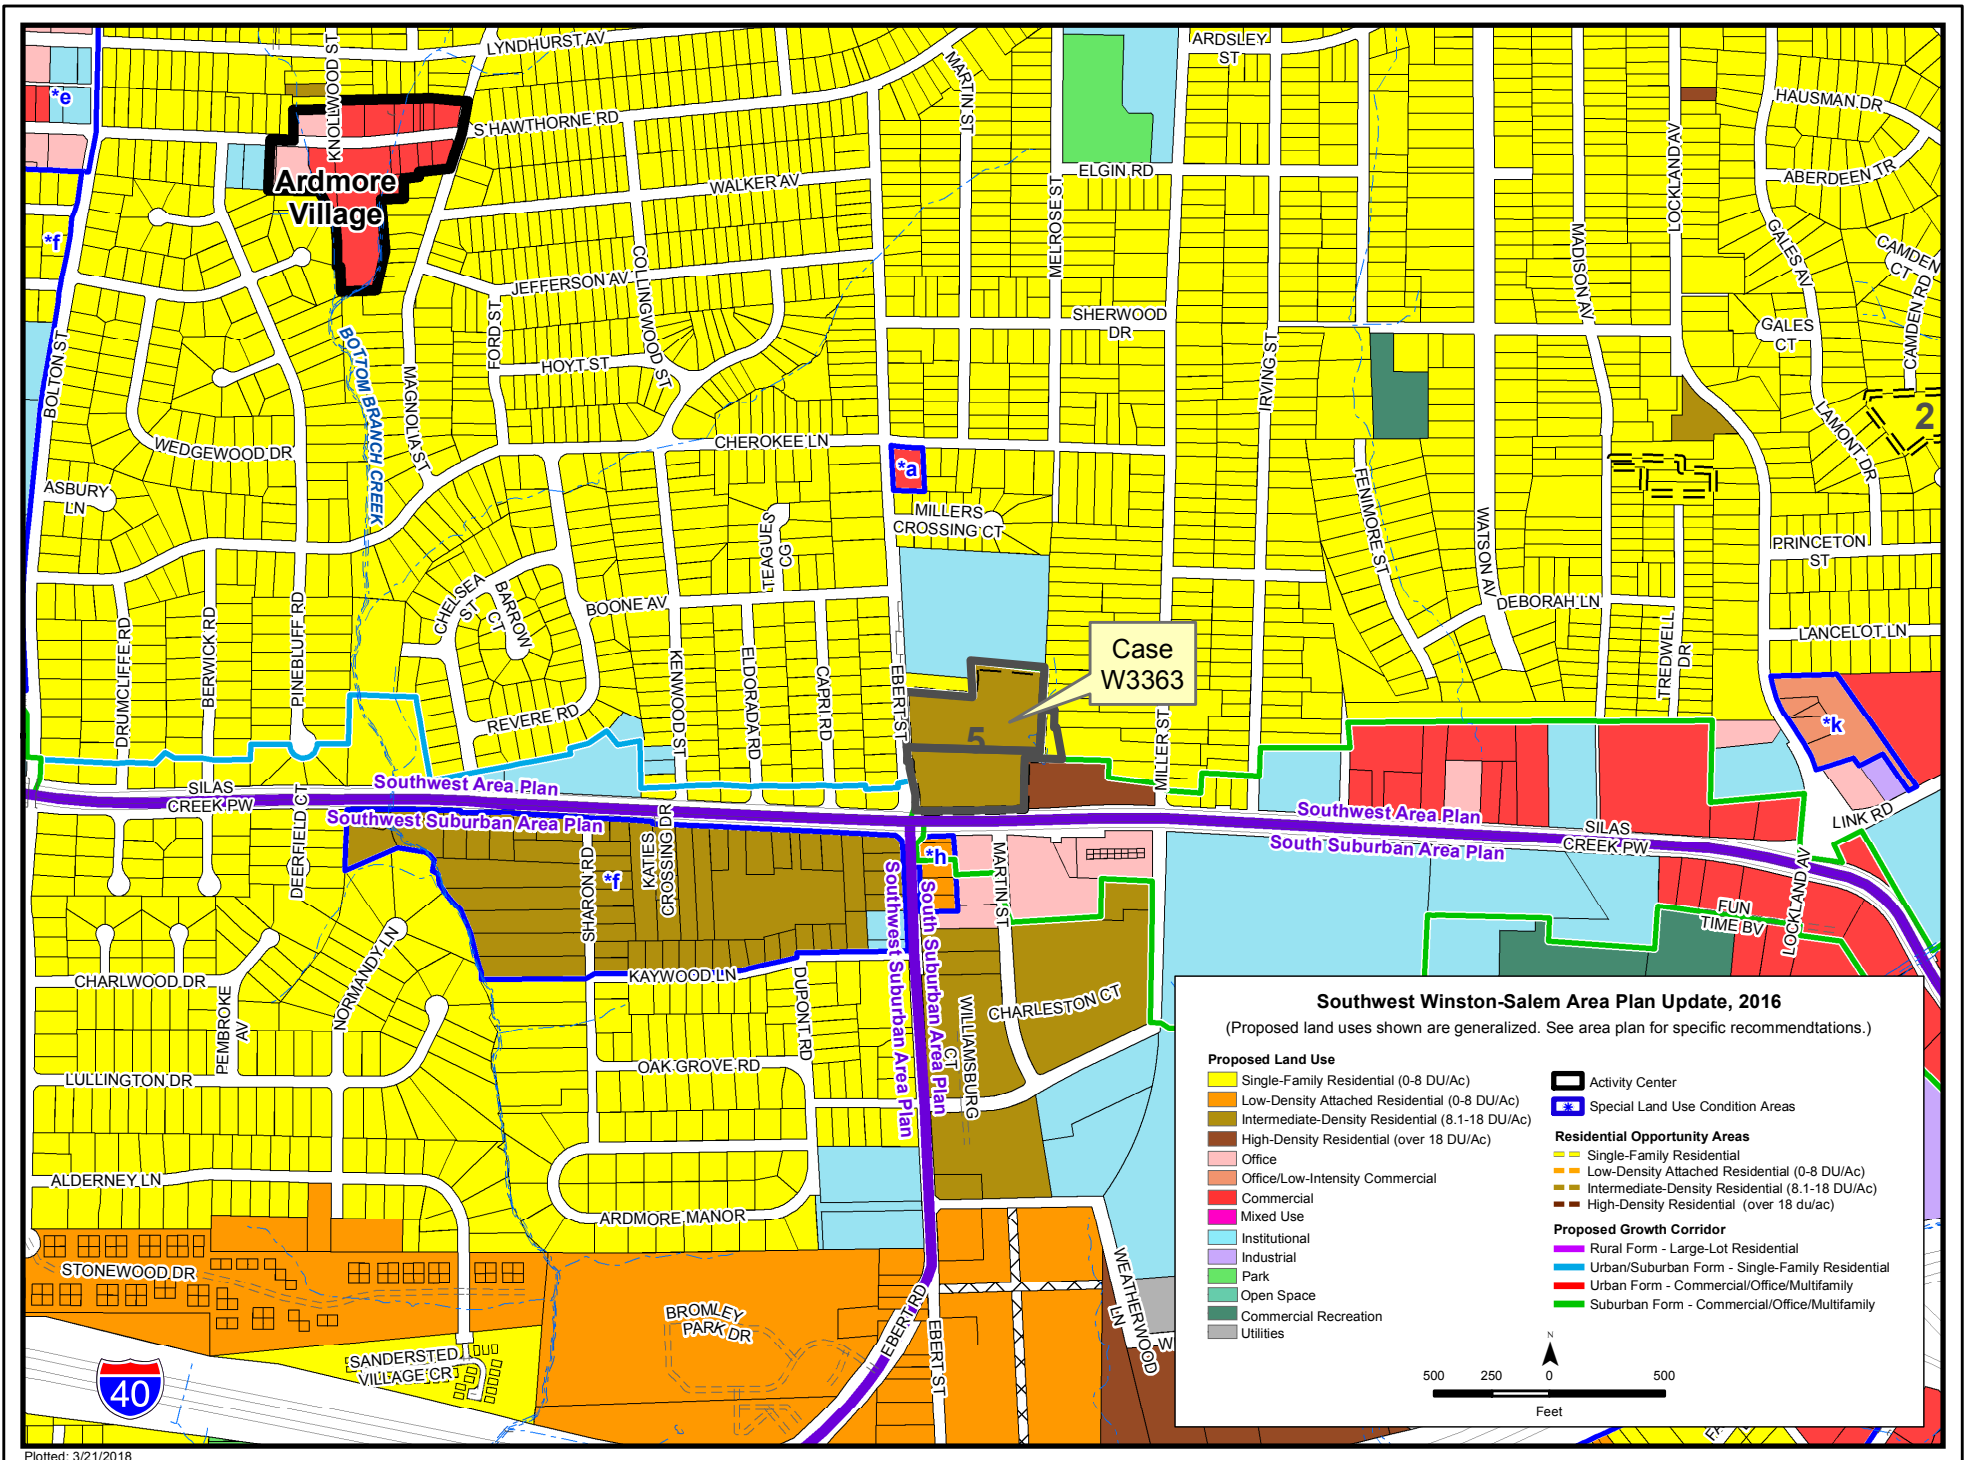 LYNDHURST AV
KNOLLWOOD ST
MARTIN ST
ARDSLEY
ST
*e
S HAWTHORNE RD
HAUSMAN DR
LOCKLAND AV
Ardmore
Village
WALKER AV
ELGIN RD
ABERDEEN TR
*f
MELROSE ST
COLLINGWOOD ST
MADISON AV
GALES AV
CAMDEN
CT
JEFFERSON AV
FORD ST
SHERWOOD
DR
GALES
CT
CAMDEN RD
BOLTON ST
BOTTOM BRANCH CREEK
MAGNOLIA ST
HOYT ST
IRVING ST
2
WEDGEWOOD DR
CHEROKEE LN
LAMONT DR
*a
ASBURY
LN
MILLERS
CROSSING CT
FENIMORE ST
WATSON AV
TEAGUES
CG
PRINCETON
ST
CHELSEA
ST
BARROW
CT
BOONE AV
DEBORAH LN
DRUMCLIFFE RD
BERWICK RD
PINEBLUFF RD
LANCELOT LN
TREDWELL
DR
Case
W3363
KENWOOD ST
ELDORADA RD
CAPRI RD
EBERT ST
REVERE RD
MILLER ST
5
*k
SILAS
CREEK PW
DEERFIELD CT
Southwest Area Plan
Southwest Suburban Area Plan
Southwest Area Plan
South Suburban Area Plan
SILAS
CREEK PW
LINK RD
SHARON RD
*f
KATIES
CROSSING DR
*h
MARTIN ST
Southwest Suburban Area Plan
South Suburban Area Plan
LOCKLAND AV
FUN
TIME BV
CHARLWOOD DR
PEMBROKE
AV
NORMANDY LN
KAYWOOD LN
DUPONT RD
WILLIAMSBURG
CT
CHARLESTON CT
LULLINGTON DR
OAK GROVE RD
ALDERNEY LN
ARDMORE MANOR
STONEWOOD DR
BROMLEY
PARK DR
EBERT RD
EBERT ST
WEATHERWOOD
LN
W
SANDERSTED
VILLAGE CR
40
Southwest Winston-Salem Area Plan Update, 2016
(Proposed land uses shown are generalized. See area plan for specific recommendtations.)
Proposed Land Use
Single-Family Residential (0-8 DU/Ac)
Low-Density Attached Residential (0-8 DU/Ac)
Intermediate-Density Residential (8.1-18 DU/Ac)
High-Density Residential (over 18 DU/Ac)
Office
Office/Low-Intensity Commercial
Commercial
Mixed Use
Institutional
Industrial
Park
Open Space
Commercial Recreation
Utilities
Activity Center
* Special Land Use Condition Areas
Residential Opportunity Areas
Single-Family Residential
Low-Density Attached Residential (0-8 DU/Ac)
Intermediate-Density Residential (8.1-18 DU/Ac)
High-Density Residential (over 18 du/ac)
Proposed Growth Corridor
Rural Form - Large-Lot Residential
Urban/Suburban Form - Single-Family Residential
Urban Form - Commercial/Office/Multifamily
Suburban Form - Commercial/Office/Multifamily
N
500 250 0 500
Feet
Plotted: 3/21/2018